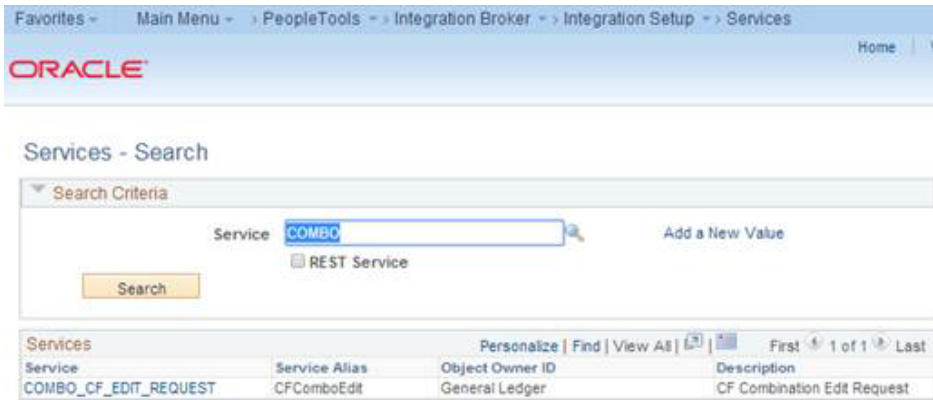 Favorites Main Menu > PeopleTools > Integration Broker > Integration Setup > Services
Home
ORACLE
Services - Search
Search Criteria
Service COMBO Add a New Value
REST Service
Search
Services Personalize | Find | View All | | First 1 of 1 Last
Service Service Alias Object Owner ID Description
COMBO_CF_EDIT_REQUEST CFComboEdit General Ledger CF Combination Edit Request